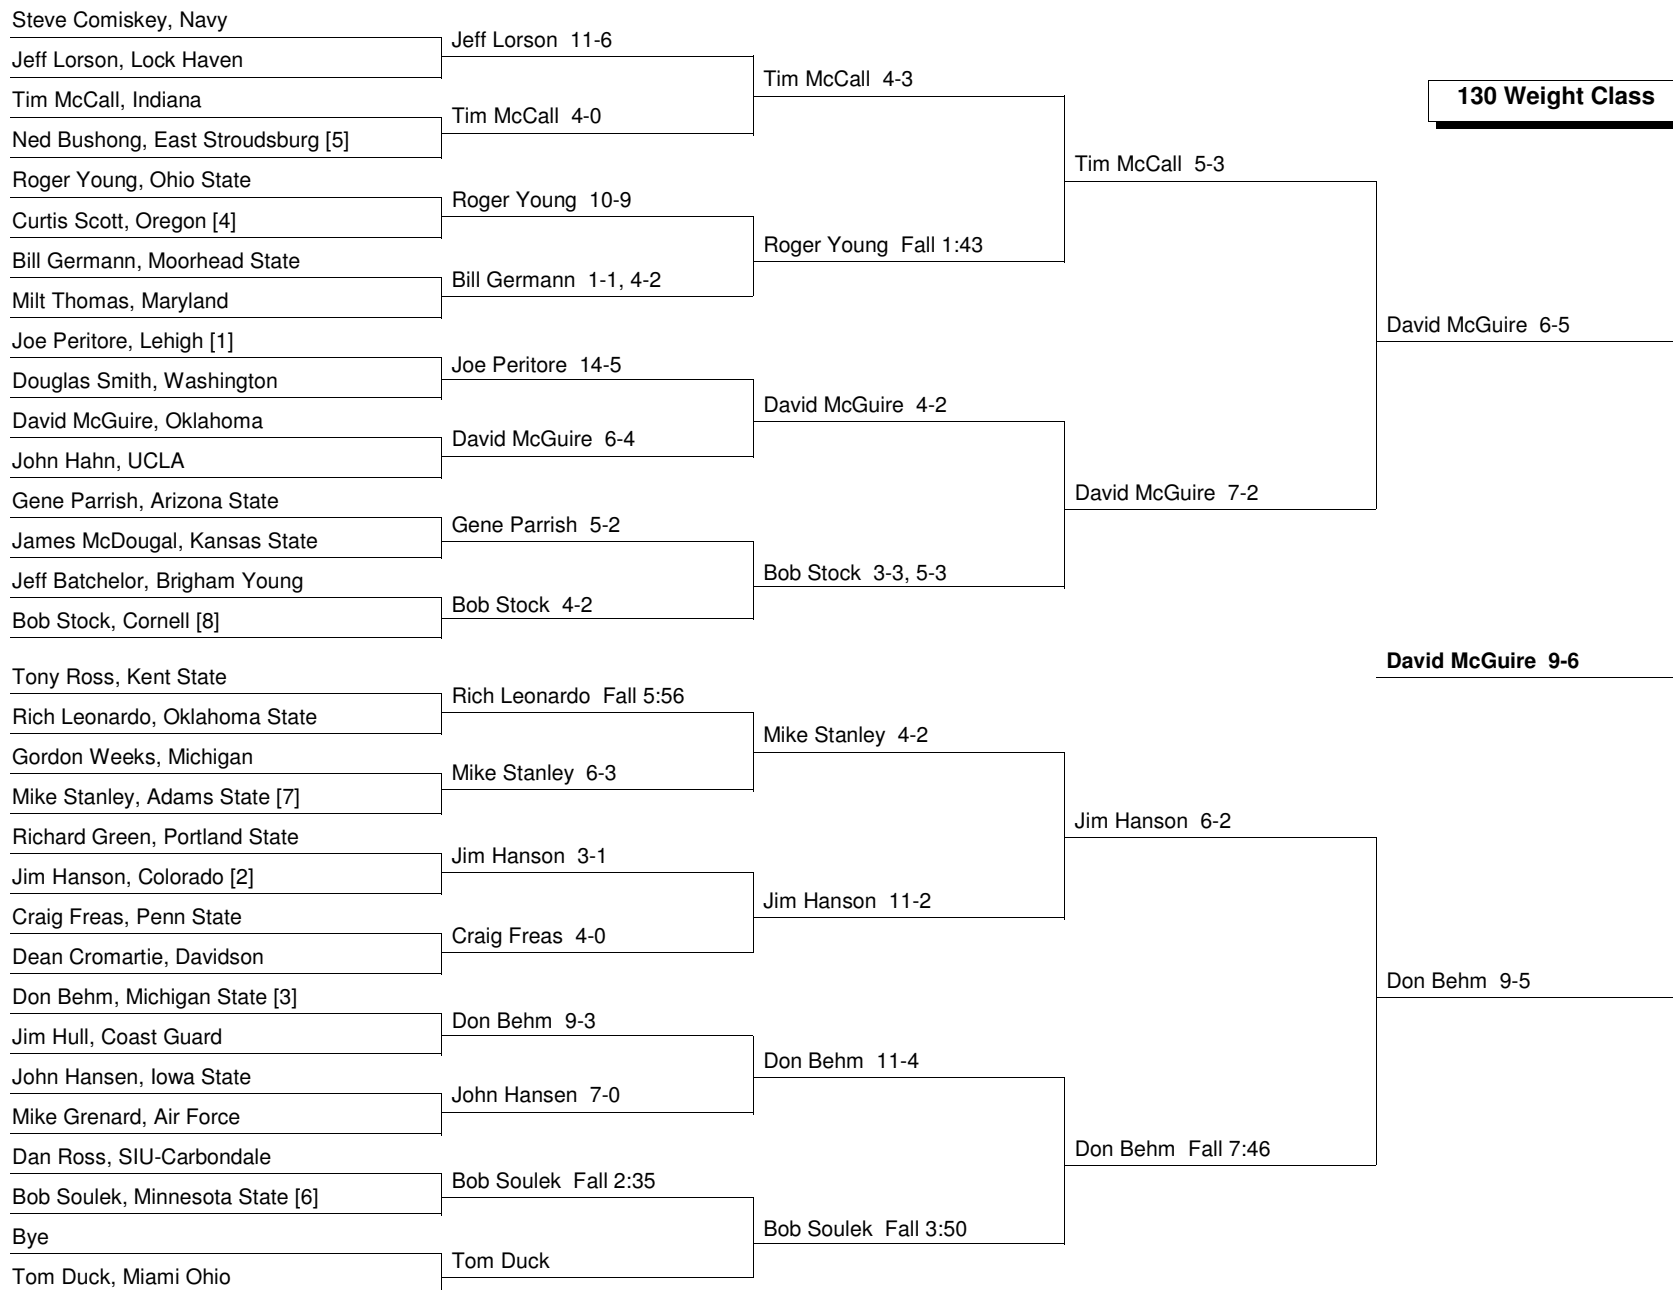 Steve Comiskey, Navy
Jeff Lorson, Lock Haven
Tim McCall, Indiana
Ned Bushong, East Stroudsburg [5]
Roger Young, Ohio State
Curtis Scott, Oregon [4]
Bill Germann, Moorhead State
Milt Thomas, Maryland
Joe Peritore, Lehigh [1]
Douglas Smith, Washington
David McGuire, Oklahoma
John Hahn, UCLA
Gene Parrish, Arizona State
James McDougal, Kansas State
Jeff Batchelor, Brigham Young
Bob Stock, Cornell [8]
Tony Ross, Kent State
Rich Leonardo, Oklahoma State
Gordon Weeks, Michigan
Mike Stanley, Adams State [7]
Richard Green, Portland State
Jim Hanson, Colorado [2]
Craig Freas, Penn State
Dean Cromartie, Davidson
Don Behm, Michigan State [3]
Jim Hull, Coast Guard
John Hansen, Iowa State
Mike Grenard, Air Force
Dan Ross, SIU-Carbondale
Bob Soulek, Minnesota State [6]
Bye
Tom Duck, Miami Ohio
Jeff Lorson 11-6
Tim McCall 4-0
Roger Young 10-9
Bill Germann 1-1, 4-2
Joe Peritore 14-5
David McGuire 6-4
Gene Parrish 5-2
Bob Stock 4-2
Rich Leonardo Fall 5:56
Mike Stanley 6-3
Jim Hanson 3-1
Craig Freas 4-0
Don Behm 9-3
John Hansen 7-0
Bob Soulek Fall 2:35
Tom Duck
Tim McCall 4-3
Roger Young Fall 1:43
David McGuire 4-2
Bob Stock 3-3, 5-3
Mike Stanley 4-2
Jim Hanson 11-2
Don Behm 11-4
Bob Soulek Fall 3:50
Tim McCall 5-3
David McGuire 7-2
Jim Hanson 6-2
Don Behm Fall 7:46
130 Weight Class
David McGuire 6-5
David McGuire 9-6
Don Behm 9-5